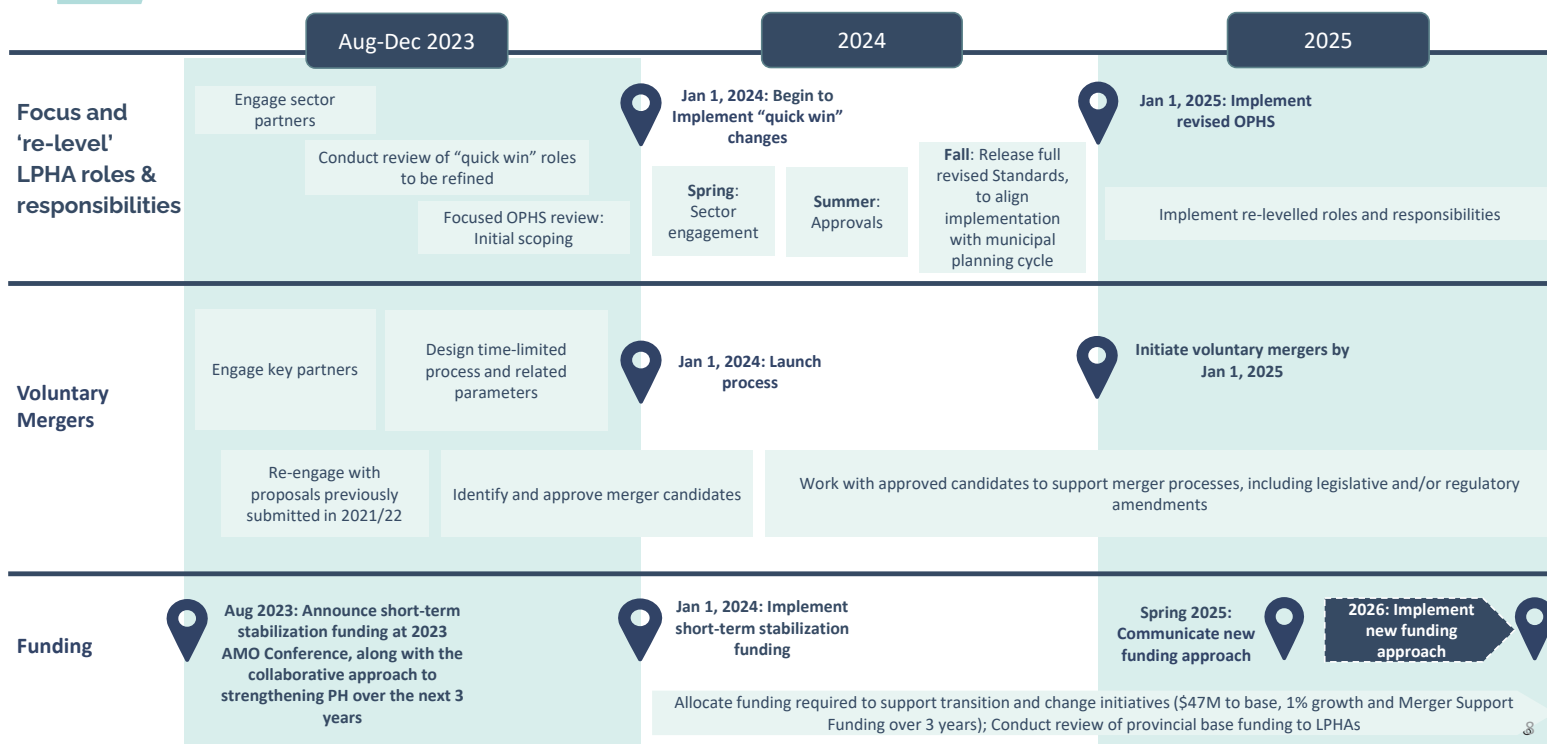 Aug-Dec 2023
2024
2025
Focus and
‘re-level’
LPHA roles &
responsibilities
Engage sector
partners
Conduct review of “quick win” roles
to be refined
Focused OPHS review:
Initial scoping
Jan 1, 2024: Begin to
Implement “quick win”
changes
Spring:
Sector
engagement
Summer:
Approvals
Fall: Release full
revised Standards,
to align
implementation
with municipal
planning cycle
Jan 1, 2025: Implement
revised OPHS
Implement re-levelled roles and responsibilities
Voluntary
Mergers
Engage key partners
Design time-limited
process and related
parameters
Jan 1, 2024: Launch
process
Initiate voluntary mergers by
Jan 1, 2025
Re-engage with
proposals previously
submitted in 2021/22
Identify and approve merger candidates
Work with approved candidates to support merger processes, including legislative and/or regulatory
amendments
Funding
Aug 2023: Announce short-term
stabilization funding at 2023
AMO Conference, along with the
collaborative approach to
strengthening PH over the next 3
years
Jan 1, 2024: Implement
short-term stabilization
funding
Spring 2025:
Communicate new
funding approach
2026: Implement
new funding
approach
Allocate funding required to support transition and change initiatives ($47M to base, 1% growth and Merger Support
Funding over 3 years); Conduct review of provincial base funding to LPHAs
8